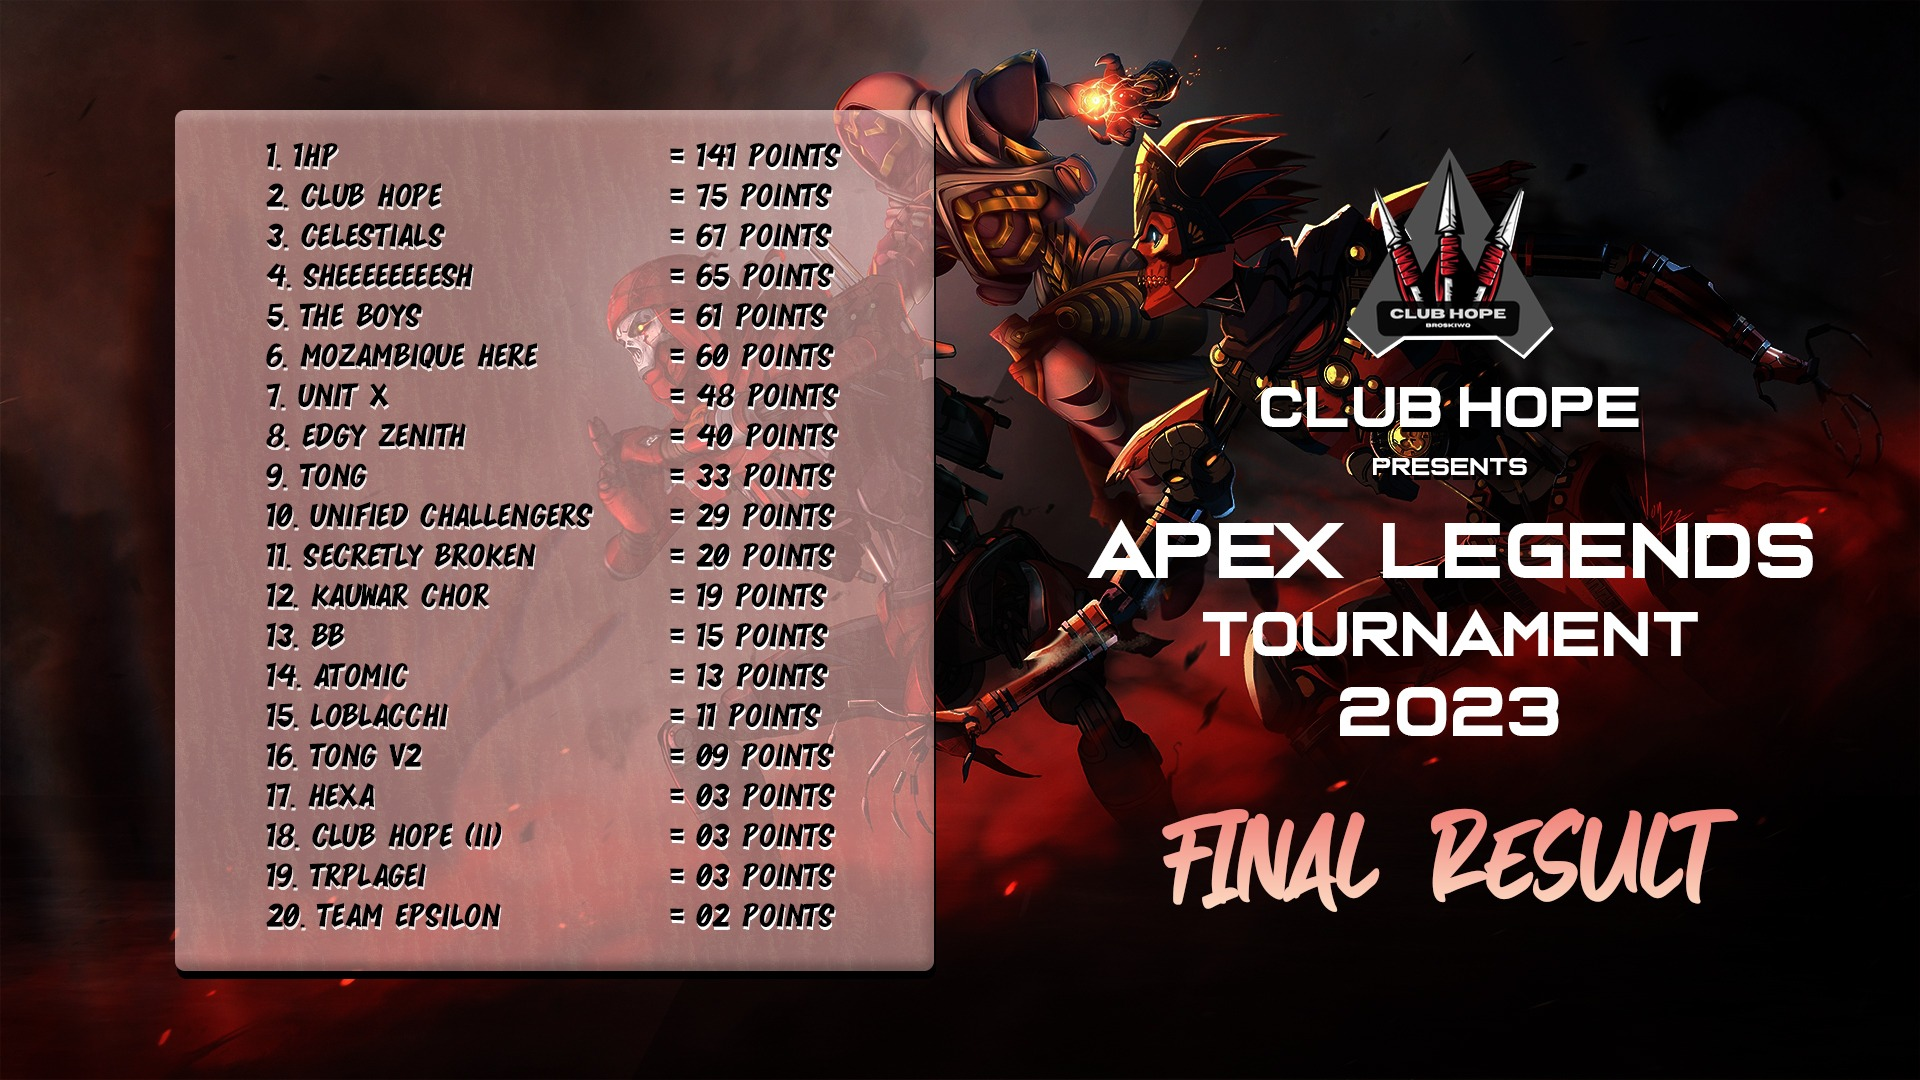 1. 1HP = 141 POINTS
2. CLUB HOPE = 75 POINTS
3. CELESTIALS = 67 POINTS
4. SHEEEEEEEESH = 65 POINTS
5. THE BOYS = 61 POINTS
6. MOZAMBIQUE HERE = 60 POINTS
7. UNIT X = 48 POINTS
8. EDGY ZENITH = 40 POINTS
9. TONG = 33 POINTS
10. UNIFIED CHALLENGERS = 29 POINTS
11. SECRETLY BROKEN = 20 POINTS
12. KAUWAR CHOR = 19 POINTS
13. BB = 15 POINTS
14. ATOMIC = 13 POINTS
15. LOBLACCHI = 11 POINTS
16. TONG V2 = 09 POINTS
17. HEXA = 03 POINTS
18. CLUB HOPE (II) = 03 POINTS
19. TRPLAGEI = 03 POINTS
20. TEAM EPSILON = 02 POINTS
CLUB HOPE
BROSKIWO
CLUB HOPE
PRESENTS
APEX LEGENDS
TOURNAMENT
2023
FINAL RESULT